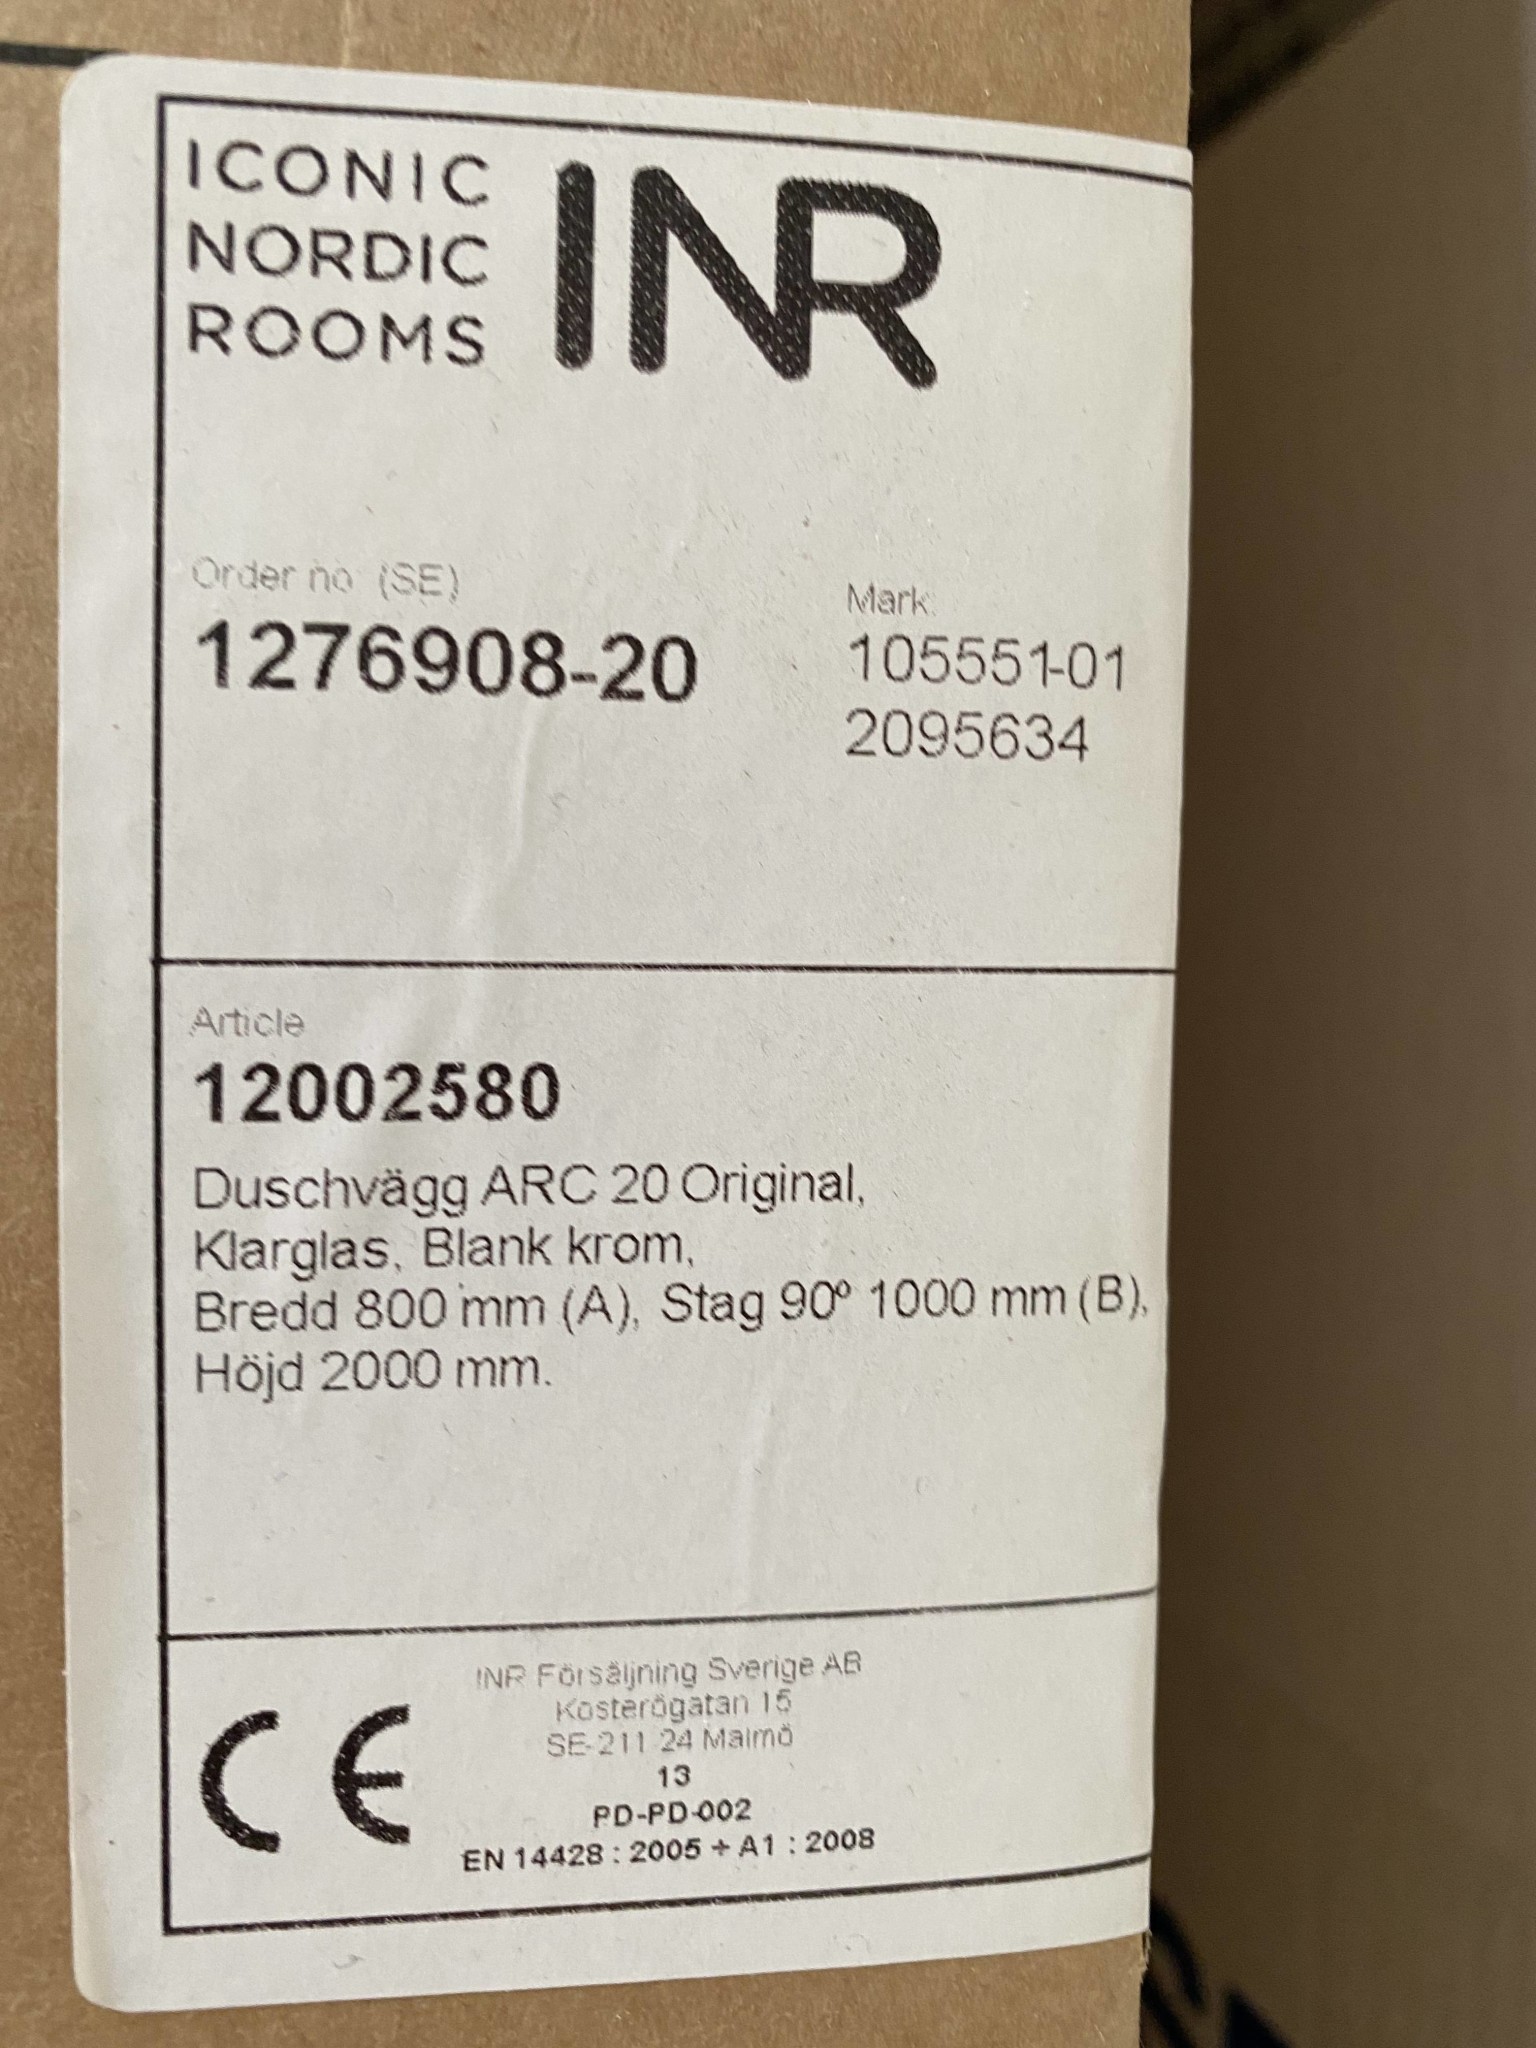 ICONIC
NORDIC
ROOMS
INR
Order no (SE)
1276908-20
Mark:
105551-01
2095634
Article
12002580
Duschvägg ARC 20 Original,
Klarglas, Blank krom,
Bredd 800 mm (A), Stag 90º 1000 mm (B),
Höjd 2000 mm.
CE
INR Försäljning Sverige AB
Kosterögatan 15
SE-211 24 Malmö
13
PD-PD-002
EN 14428 : 2005 + A1 : 2008